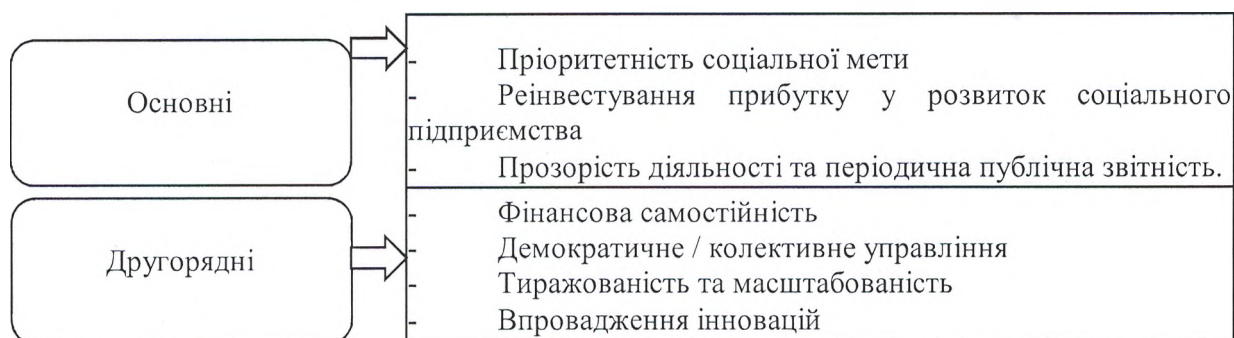 Основні
- Пріоритетність соціальної мети
- Реінвестування прибутку у розвиток соціального
підприємства
- Прозорість діяльності та періодична публічна звітність.
Другорядні
- Фінансова самостійність
- Демократичне / колективне управління
- Тиражованість та масштабованість
- Впровадження інновацій